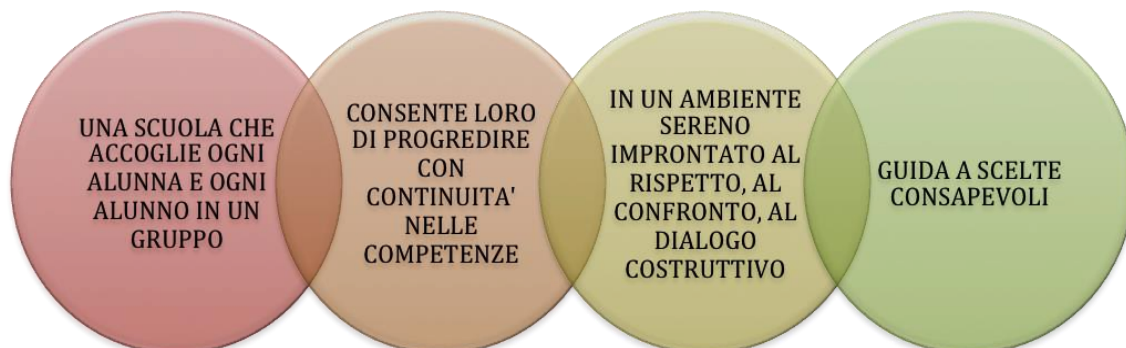 UNA SCUOLA CHE
ACCOGLIE OGNI
ALUNNA E OGNI
ALUNNO IN UN
GRUPPO
CONSENTE LORO
DI PROGREDIRE
CON
CONTINUITA'
NELLE
COMPETENZE
IN UN AMBIENTE
SERENO
IMPRONTATO AL
RISPETTO, AL
CONFRONTO, AL
DIALOGO
COSTRUTTIVO
GUIDA A SCELTE
CONSAPEVOLI